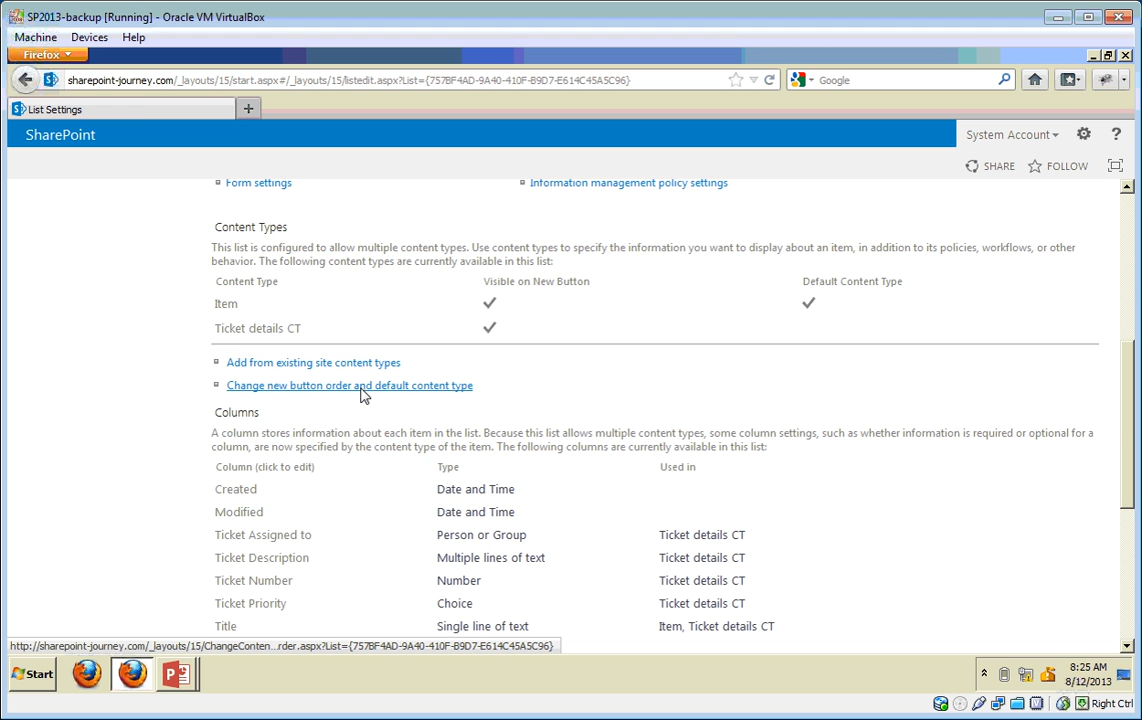 SP2013-backup [Running] - Oracle VM VirtualBox
Machine Devices Help
Firefox
sharepoint-journey.com/_layouts/15/start.aspx#/_layouts/15/listedit.aspx?List={757BF4AD-9A40-410F-B9D7-E614C45A5C96}
Google
List Settings
SharePoint
System Account
?
SHARE FOLLOW
Form settings
Information management policy settings
Content Types
This list is configured to allow multiple content types. Use content types to specify the information you want to display about an item, in addition to its policies, workflows, or other
behavior. The following content types are currently available in this list:
Content Type Visible on New Button Default Content Type
Item
Ticket details CT
Add from existing site content types
Change new button order and default content type
Columns
A column stores information about each item in the list. Because this list allows multiple content types, some column settings, such as whether information is required or optional for a
column, are now specified by the content type of the item. The following columns are currently available in this list:
Column (click to edit) Type Used in
Created Date and Time
Modified Date and Time
Ticket Assigned to Person or Group Ticket details CT
Ticket Description Multiple lines of text Ticket details CT
Ticket Number Number Ticket details CT
Ticket Priority Choice Ticket details CT
Title Single line of text Item, Ticket details CT
http://sharepoint-journey.com/_layouts/15/ChangeConten...rder.aspx?List={757BF4AD-9A40-410F-B9D7-E614C45A5C96}
Start
8:25 AM
8/12/2013
Right Ctrl